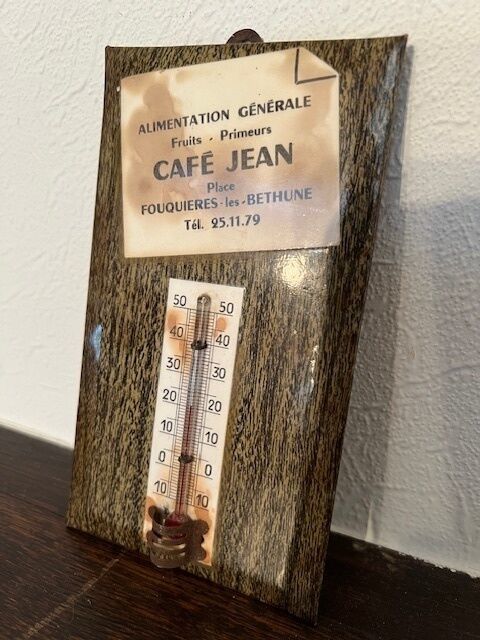 ALIMENTATION GÉNÉRALE
Fruits - Primeurs
CAFÉ JEAN
Place
FOUQUIERES-les-BETHUNE
Tél. 25.11.79
50 50
40 40
30 30
20 20
10 10
0 0
10 10